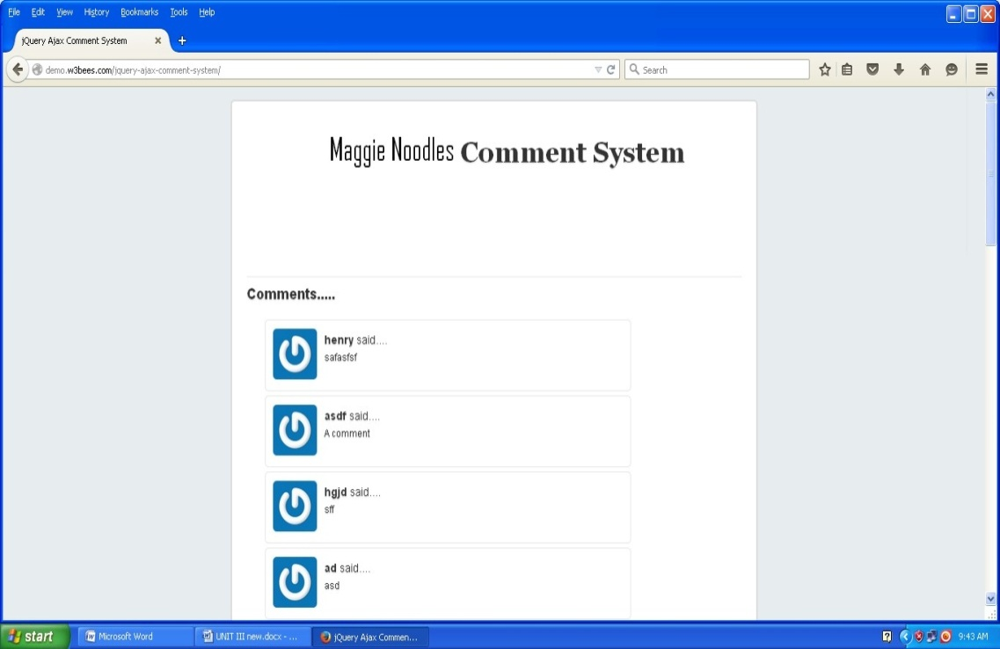 File Edit View History Bookmarks Tools Help
jQuery Ajax Comment System
demo.w3bees.com/jquery-ajax-comment-system/ Search
Maggie Noodles Comment System
Comments.....
henry said....
safasfsf
asdf said....
A comment
hgjd said....
sff
ad said....
asd
start Microsoft Word UNIT III new.docx - ... jQuery Ajax Commen... 9:43 AM